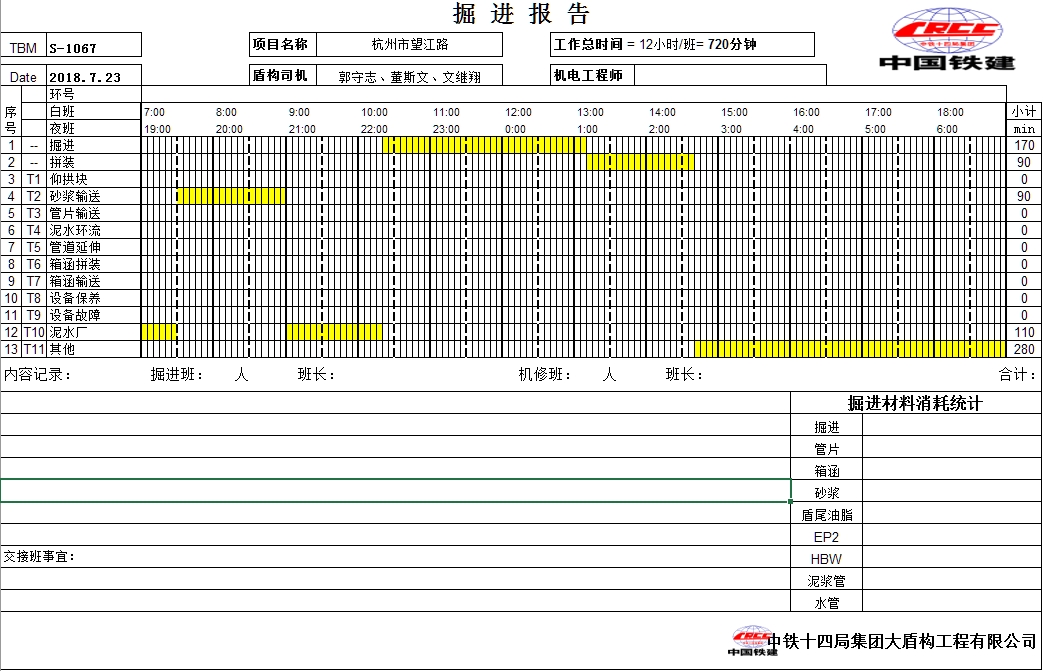 掘 进 报 告
CRCC
中铁十四局集团
中国铁建
TBM S-1067 项目名称 杭州市望江路 工作总时间 = 12小时/班= 720分钟
Date 2018.7.23 盾构司机 郭守志、董斯文、文维翔 机电工程师
环号
序号 白班 7:00 8:00 9:00 10:00 11:00 12:00 13:00 14:00 15:00 16:00 17:00 18:00 小计
夜班 19:00 20:00 21:00 22:00 23:00 0:00 1:00 2:00 3:00 4:00 5:00 6:00 min
1 -- 掘进 170
2 -- 拼装 90
3 T1 仰拱块 0
4 T2 砂浆输送 90
5 T3 管片输送 0
6 T4 泥水环流 0
7 T5 管道延伸 0
8 T6 箱涵拼装 0
9 T7 箱涵输送 0
10 T8 设备保养 0
11 T9 设备故障 0
12 T10 泥水厂 110
13 T11 其他 280
内容记录: 掘进班: 人 班长: 机修班: 人 班长: 合计:
掘进材料消耗统计
掘进
管片
箱涵
砂浆
盾尾油脂
EP2
交接班事宜: HBW
泥浆管
水管
CRCC
中国铁建
中铁十四局集团大盾构工程有限公司